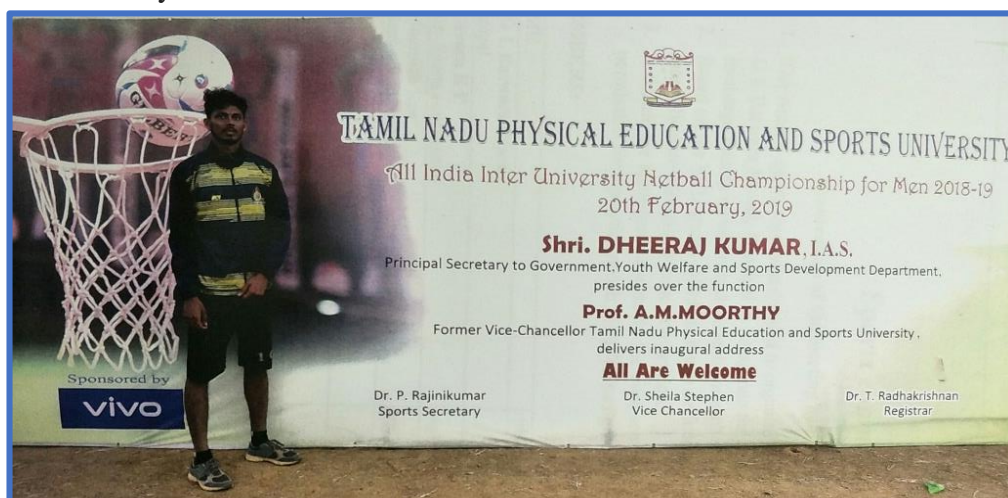 TAMIL NADU PHYSICAL EDUCATION AND SPORTS UNIVERSITY
All India Inter University Netball Championship for Men 2018-19
20th February, 2019
Shri. DHEERAJ KUMAR, I.A.S.
Principal Secretary to Government.Youth Welfare and Sports Development Department.
presides over the function
Prof. A.M.MOORTHY
Former Vice-Chancellor Tamil Nadu Physical Education and Sports University.
delivers inaugural address
All Are Welcome
Sponsored by
vivo
Dr. P. Rajinikumar
Sports Secretary
Dr. Sheila Stephen
Vice Chancellor
Dr. T. Radhakrishnan
Registrar